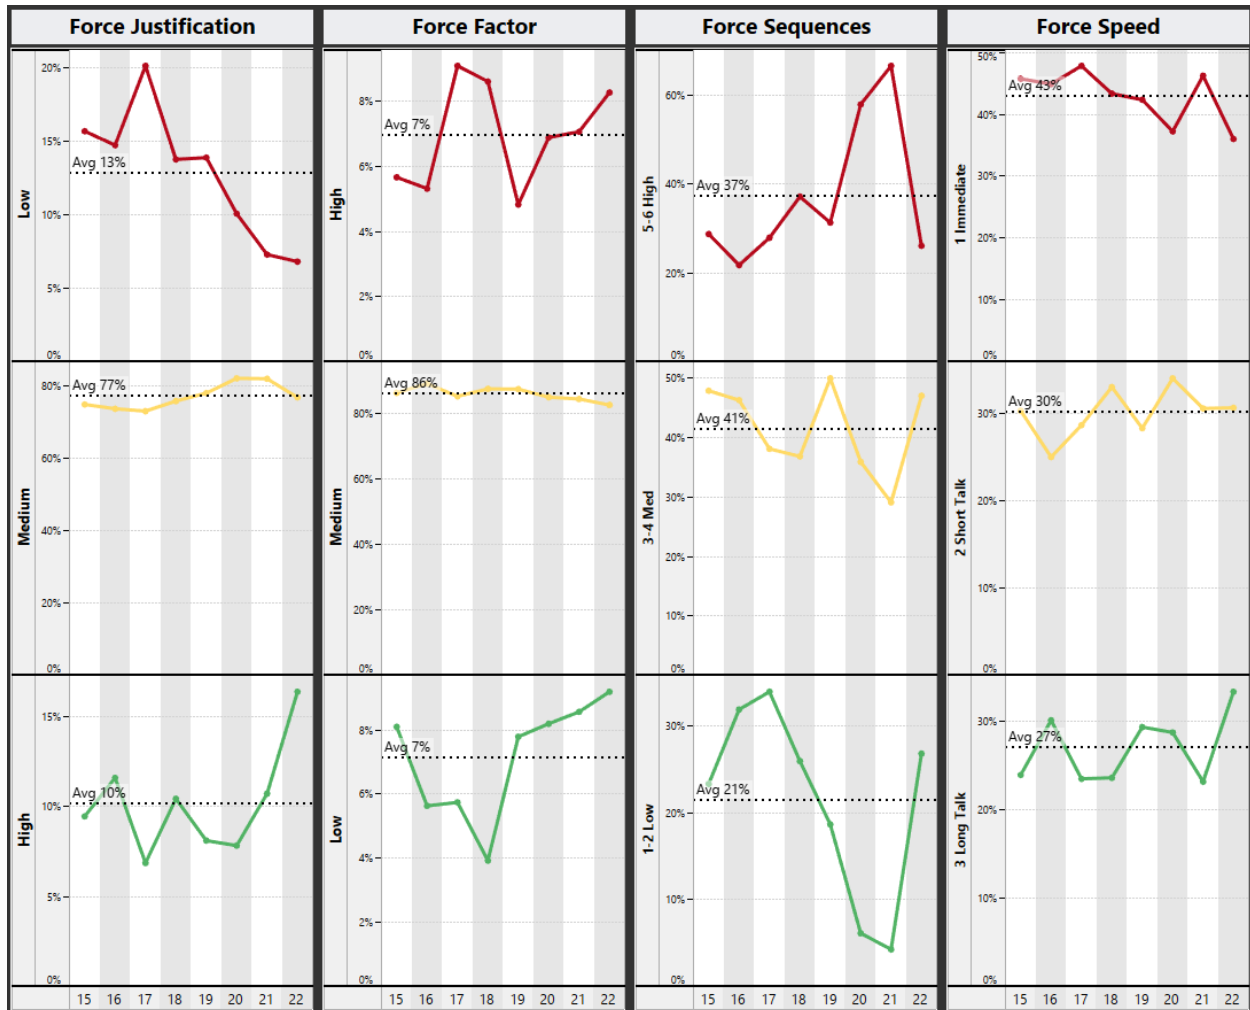 Force Justification
Force Factor
Force Sequences
Force Speed
Low
20%
15%
10%
5%
0%
Avg 13%
High
8%
6%
4%
2%
0%
Avg 7%
5-6 High
60%
40%
20%
0%
Avg 37%
1 Immediate
50%
40%
30%
20%
10%
0%
Avg 43%
Medium
80%
60%
40%
20%
0%
Avg 77%
Medium
80%
60%
40%
20%
0%
Avg 86%
3-4 Med
50%
40%
30%
20%
10%
0%
Avg 41%
2 Short Talk
30%
20%
10%
0%
Avg 30%
High
15%
10%
5%
0%
Avg 10%
Low
8%
6%
4%
2%
0%
Avg 7%
1-2 Low
30%
20%
10%
0%
Avg 21%
3 Long Talk
30%
20%
10%
0%
Avg 27%
15 16 17 18 19 20 21 22
15 16 17 18 19 20 21 22
15 16 17 18 19 20 21 22
15 16 17 18 19 20 21 22